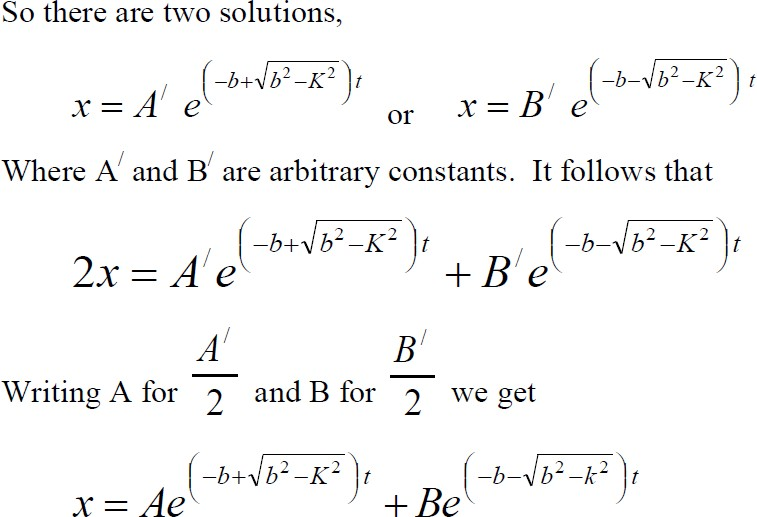 So there are two solutions,
x = A′ e^(−b+√(b²−K²))t or x = B′ e^(−b−√(b²−K²))t
Where A′ and B′ are arbitrary constants. It follows that
2x = A′e^(−b+√(b²−K²))t + B′e^(−b−√(b²−K²))t
Writing A for A′/2 and B for B′/2 we get
x = Ae^(−b+√(b²−K²))t + Be^(−b−√(b²−k²))t